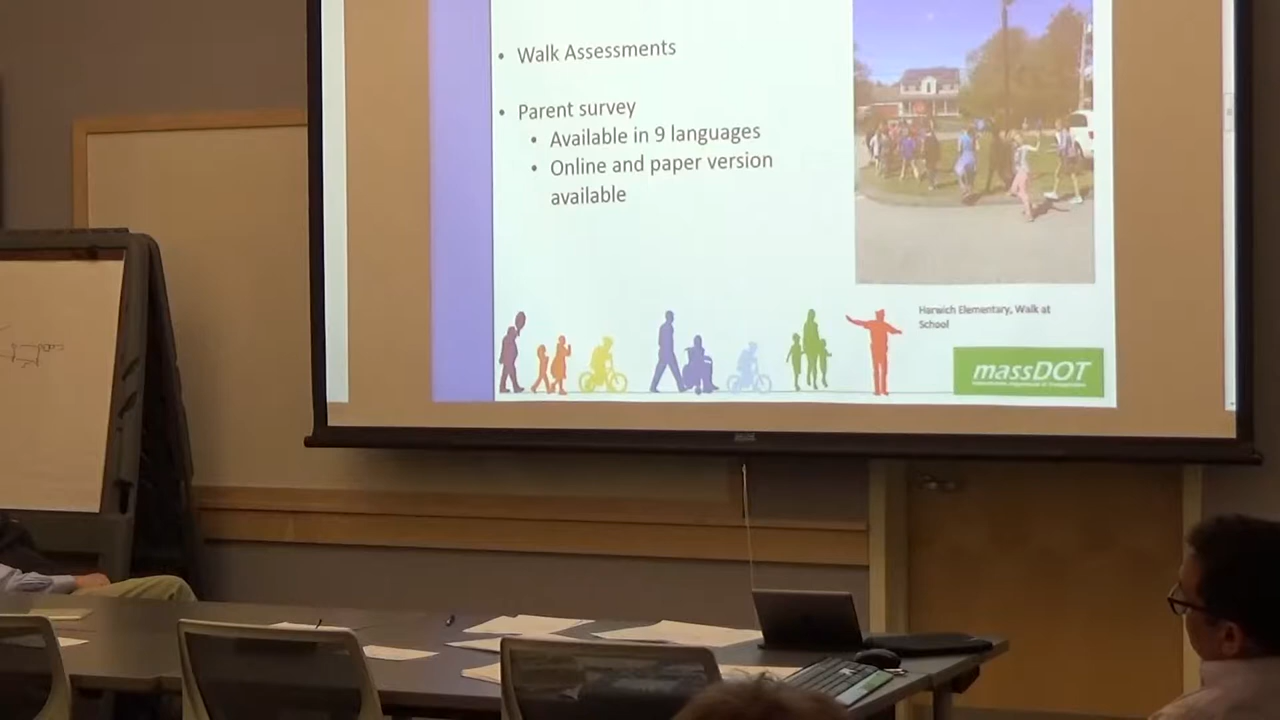 • Walk Assessments
• Parent survey
• Available in 9 languages
• Online and paper version
available
Harwich Elementary, Walk at
School
massDOT